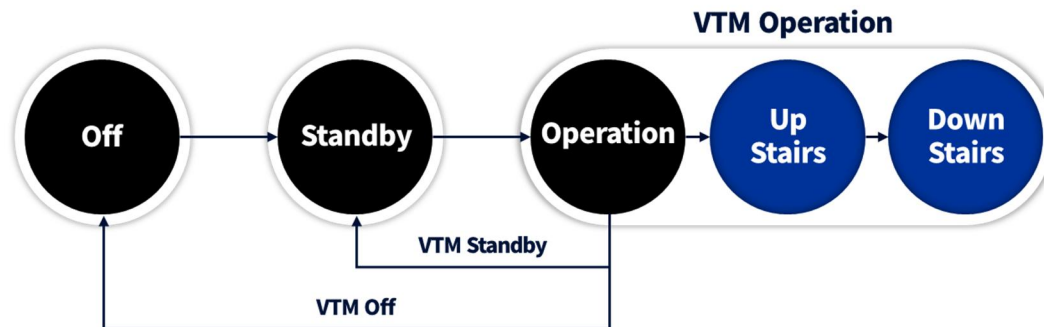 VTM Operation
Off
Standby
Operation
Up
Stairs
Down
Stairs
VTM Standby
VTM Off